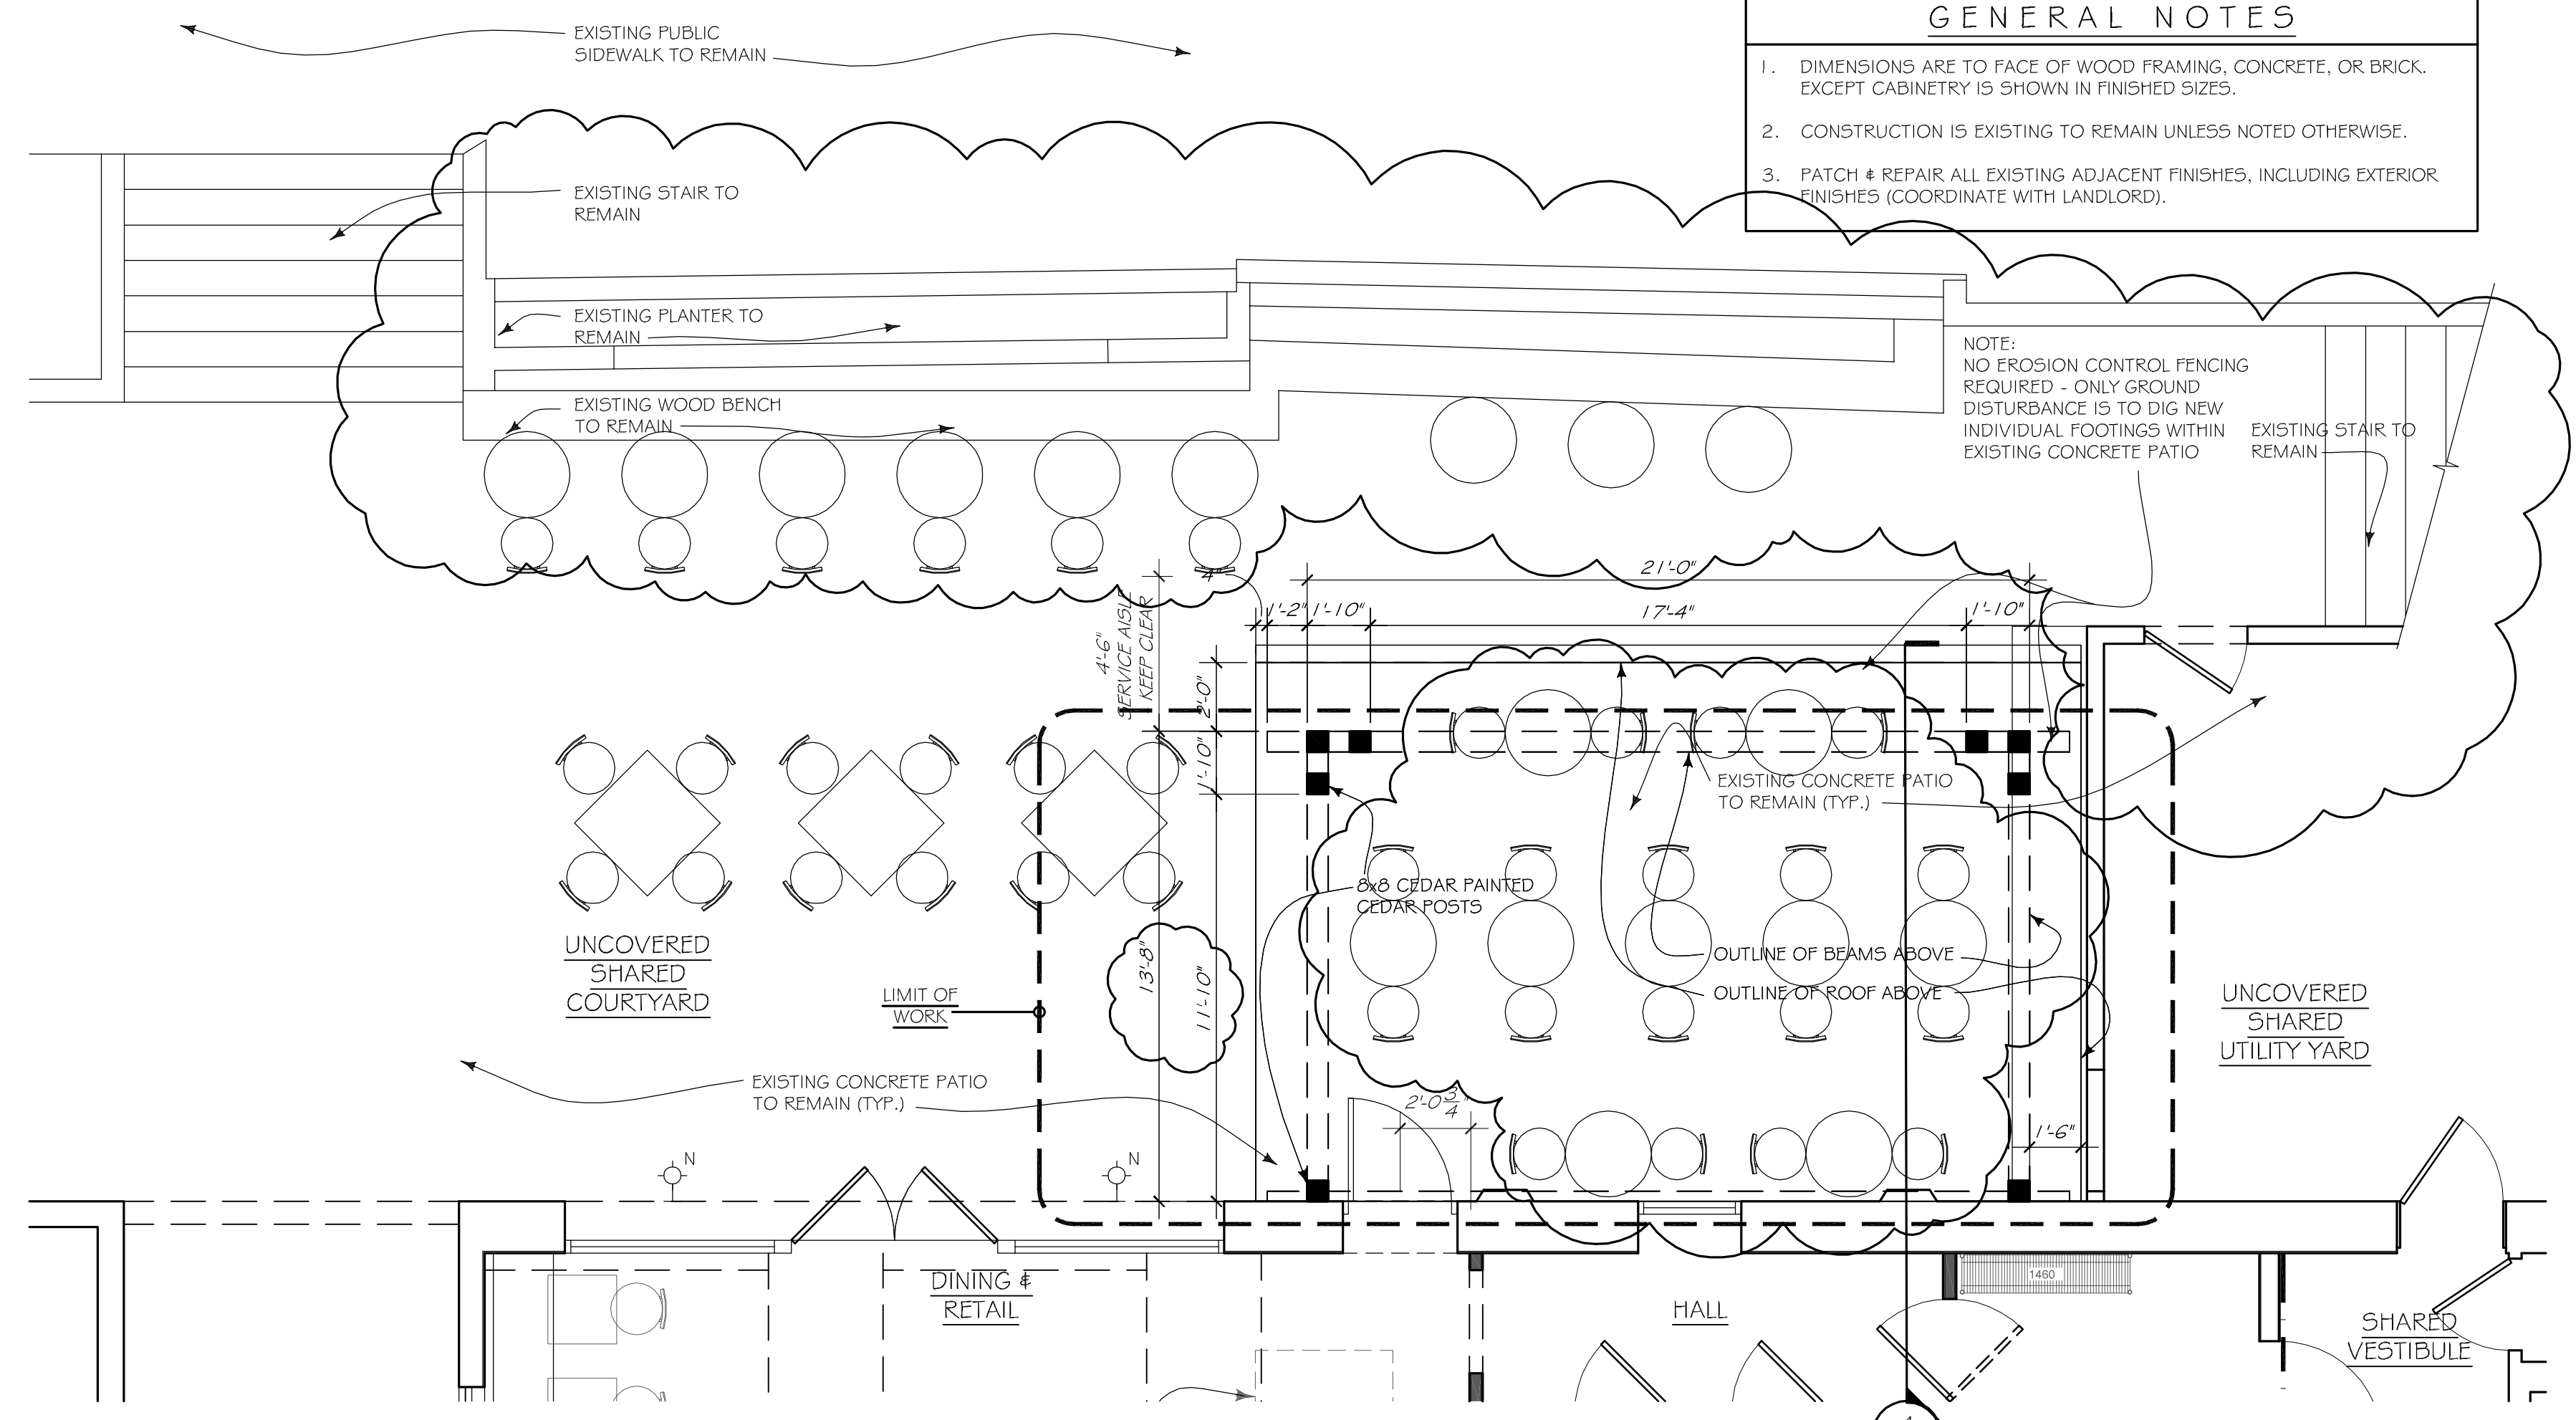 GENERAL NOTES
1. DIMENSIONS ARE TO FACE OF WOOD FRAMING, CONCRETE, OR BRICK.
EXCEPT CABINETRY IS SHOWN IN FINISHED SIZES.
2. CONSTRUCTION IS EXISTING TO REMAIN UNLESS NOTED OTHERWISE.
3. PATCH & REPAIR ALL EXISTING ADJACENT FINISHES, INCLUDING EXTERIOR
FINISHES (COORDINATE WITH LANDLORD).
EXISTING PUBLIC
SIDEWALK TO REMAIN
EXISTING STAIR TO
REMAIN
EXISTING PLANTER TO
REMAIN
EXISTING WOOD BENCH
TO REMAIN
NOTE:
NO EROSION CONTROL FENCING
REQUIRED - ONLY GROUND
DISTURBANCE IS TO DIG NEW
INDIVIDUAL FOOTINGS WITHIN
EXISTING CONCRETE PATIO
EXISTING STAIR TO
REMAIN
4"
21'-0"
1'-2"
1'-10"
17'-4"
1'-10"
4'-6"
SERVICE AISLE
KEEP CLEAR
2'-0"
1'-10"
EXISTING CONCRETE PATIO
TO REMAIN (TYP.)
8x8 CEDAR PAINTED
CEDAR POSTS
OUTLINE OF BEAMS ABOVE
OUTLINE OF ROOF ABOVE
UNCOVERED
SHARED
COURTYARD
LIMIT OF
WORK
13'-8"
11'-10"
UNCOVERED
SHARED
UTILITY YARD
EXISTING CONCRETE PATIO
TO REMAIN (TYP.)
2'-0 3/4"
1'-6"
N
N
DINING &
RETAIL
HALL
1460
SHARED
VESTIBULE